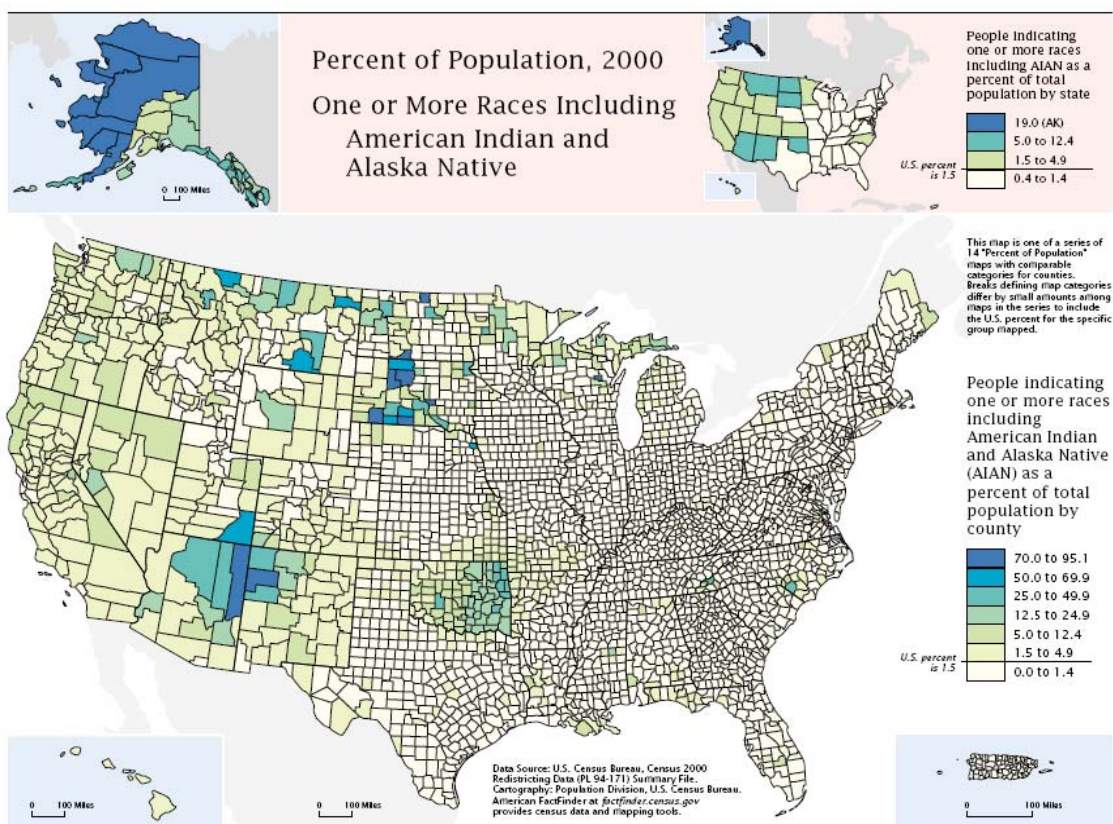 Percent of Population, 2000
One or More Races Including
American Indian and
Alaska Native
0 100 Miles
People indicating
one or more races
including AIAN as a
percent of total
population by state
19.0 (AK)
5.0 to 12.4
1.5 to 4.9
0.4 to 1.4
U.S. percent
is 1.5
This map is one of a series of
14 "Percent of Population"
maps with comparable
categories for counties.
Breaks defining map categories
differ by small amounts among
maps in the series to include
the U.S. percent for the specific
group mapped.
People indicating
one or more races
including
American Indian
and Alaska Native
(AIAN) as a
percent of total
population by
county
70.0 to 95.1
50.0 to 69.9
25.0 to 49.9
12.5 to 24.9
5.0 to 12.4
1.5 to 4.9
0.0 to 1.4
U.S. percent
is 1.5
0 100 Miles
0 100 Miles
Data Source: U.S. Census Bureau, Census 2000
Redistricting Data (PL 94-171) Summary File.
Cartography: Population Division, U.S. Census Bureau.
American FactFinder at factfinder.census.gov
provides census data and mapping tools.
0 100 Miles